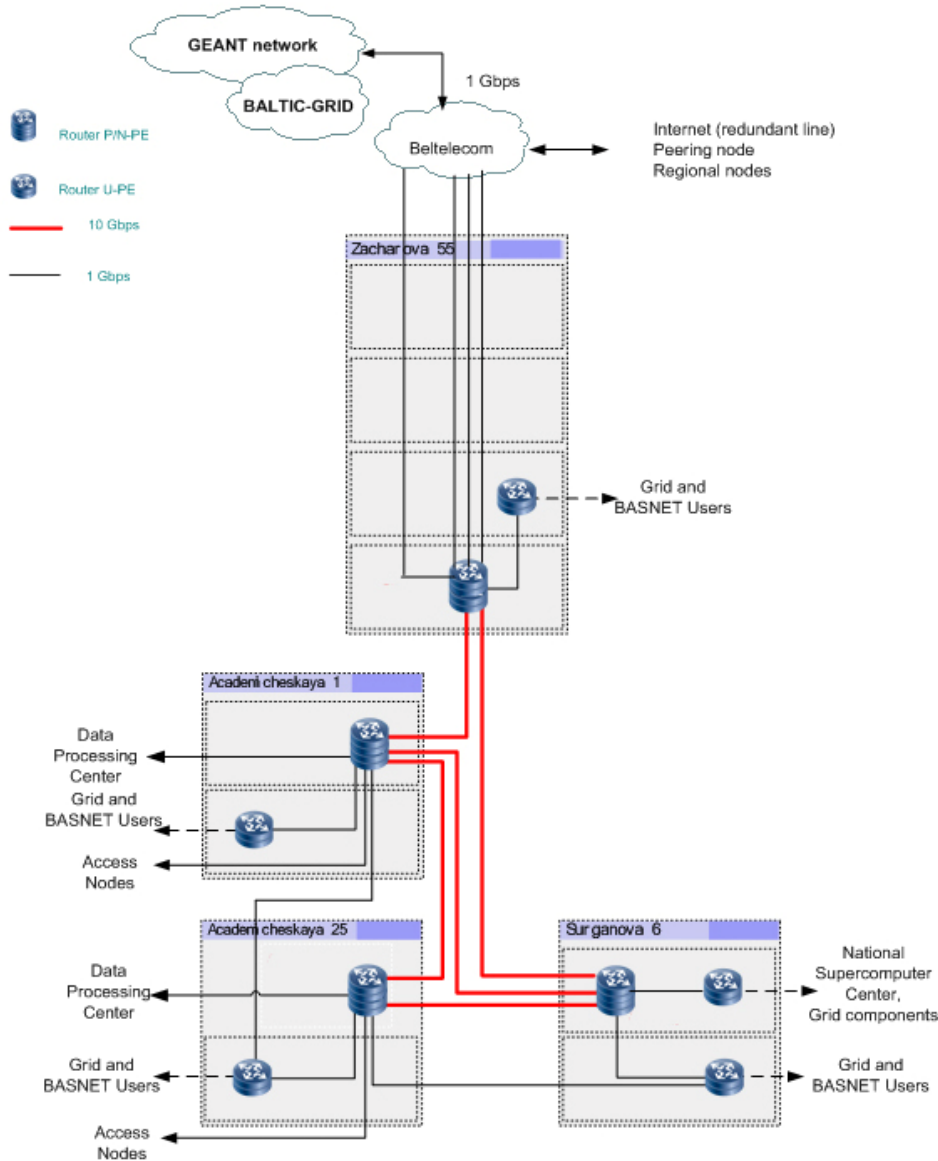 GEANT network
BALTIC-GRID
1 Gbps
Beltelecom
Internet (redundant line)
Peering node
Regional nodes
Router P/N-PE
Router U-PE
10 Gbps
1 Gbps
Zacharova 55
Grid and
BASNET Users
Academicheskaya 1
Data
Processing
Center
Grid and
BASNET Users
Access
Nodes
Academicheskaya 25
Data
Processing
Center
Grid and
BASNET Users
Access
Nodes
Surganova 6
National
Supercomputer
Center,
Grid components
Grid and
BASNET Users